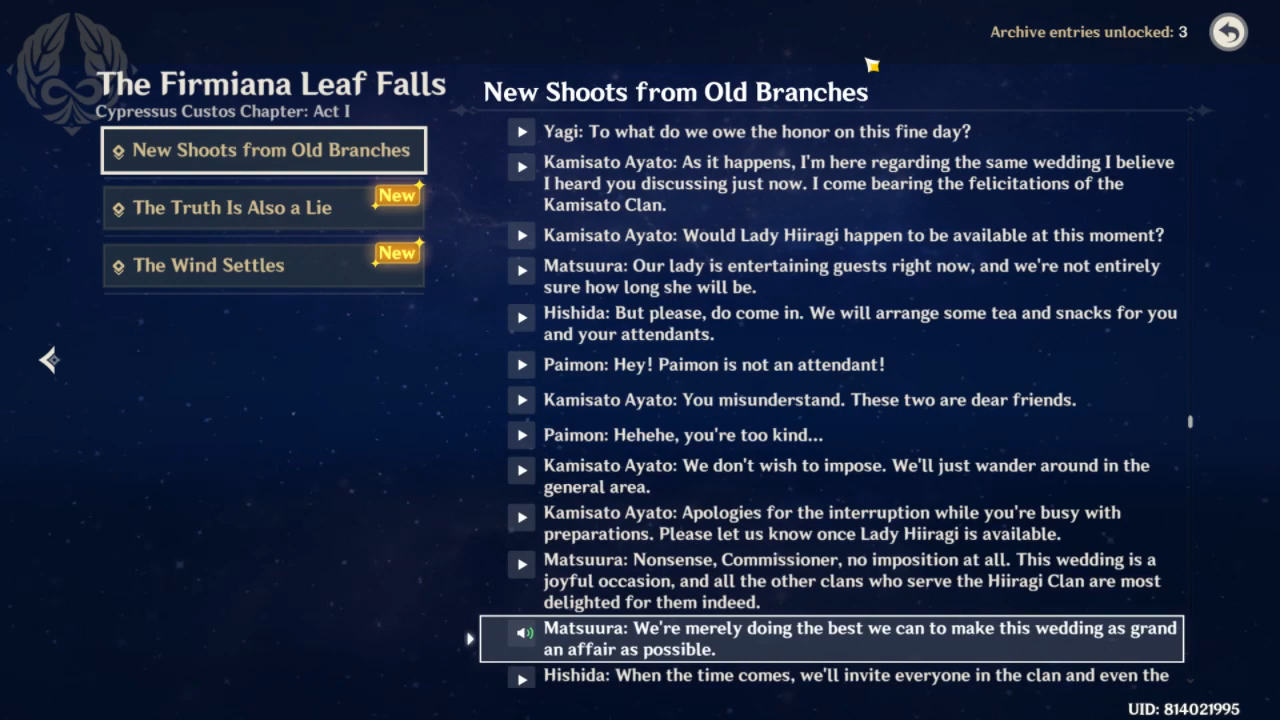 Archive entries unlocked: 3
The Firmiana Leaf Falls
Cypressus Custos Chapter: Act I
New Shoots from Old Branches
New
The Truth Is Also a Lie
New
The Wind Settles
New Shoots from Old Branches
Yagi: To what do we owe the honor on this fine day?
Kamisato Ayato: As it happens, I'm here regarding the same wedding I believe
I heard you discussing just now. I come bearing the felicitations of the
Kamisato Clan.
Kamisato Ayato: Would Lady Hiiragi happen to be available at this moment?
Matsuura: Our lady is entertaining guests right now, and we're not entirely
sure how long she will be.
Hishida: But please, do come in. We will arrange some tea and snacks for you
and your attendants.
Paimon: Hey! Paimon is not an attendant!
Kamisato Ayato: You misunderstand. These two are dear friends.
Paimon: Hehehe, you're too kind...
Kamisato Ayato: We don't wish to impose. We'll just wander around in the
general area.
Kamisato Ayato: Apologies for the interruption while you're busy with
preparations. Please let us know once Lady Hiiragi is available.
Matsuura: Nonsense, Commissioner, no imposition at all. This wedding is a
joyful occasion, and all the other clans who serve the Hiiragi Clan are most
delighted for them indeed.
Matsuura: We're merely doing the best we can to make this wedding as grand
an affair as possible.
Hishida: When the time comes, we'll invite everyone in the clan and even the
UID: 814021995